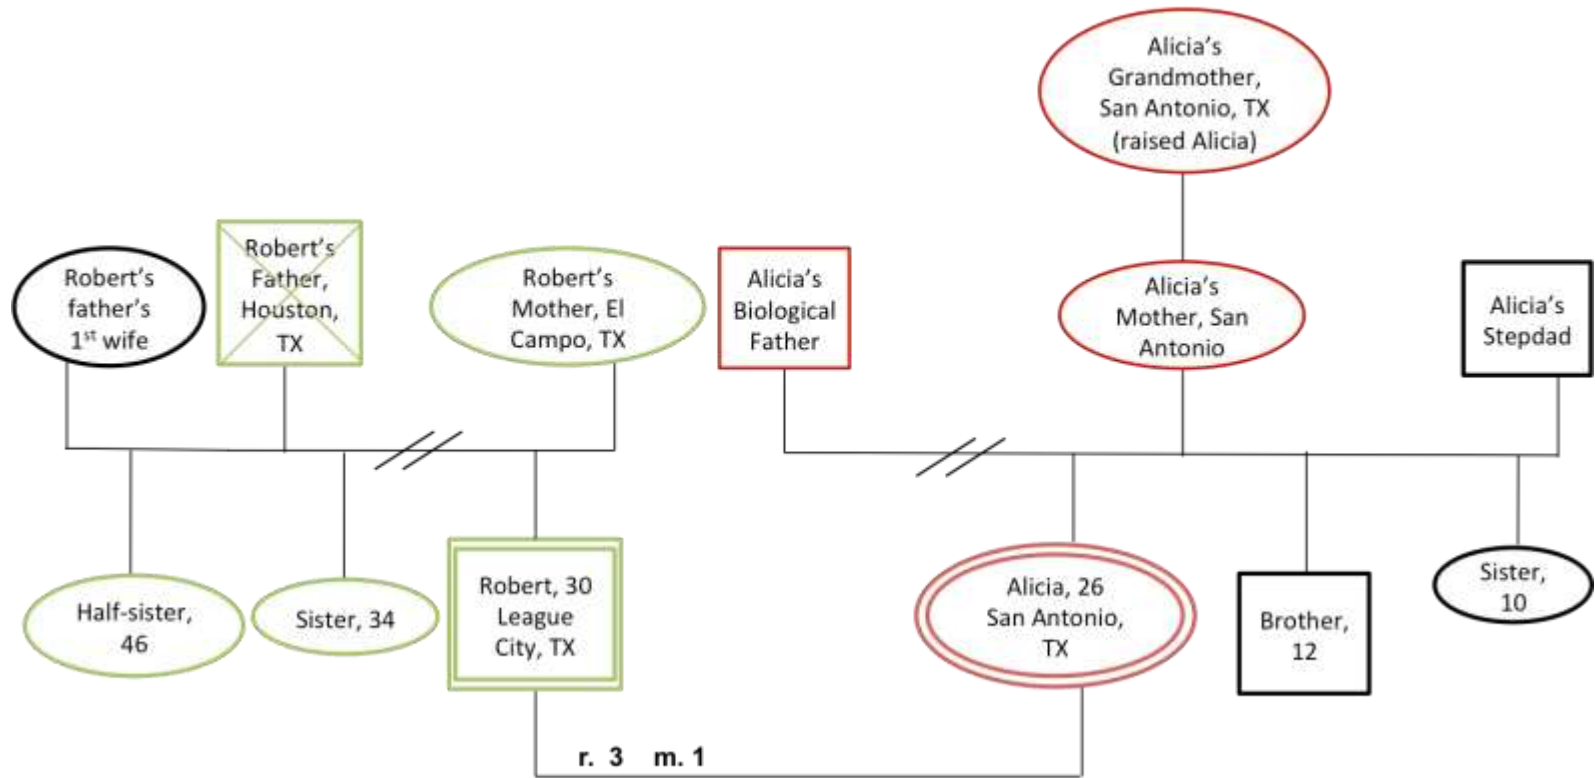 Alicia's
Grandmother,
San Antonio, TX
(raised Alicia)
Robert's
father's
1st wife
Robert's
Father,
Houston,
TX
Robert's
Mother, El
Campo, TX
Alicia's
Biological
Father
Alicia's
Mother, San
Antonio
Alicia's
Stepdad
Half-sister,
46
Sister, 34
Robert, 30
League
City, TX
Alicia, 26
San Antonio,
TX
Brother,
12
Sister,
10
r. 3 m. 1